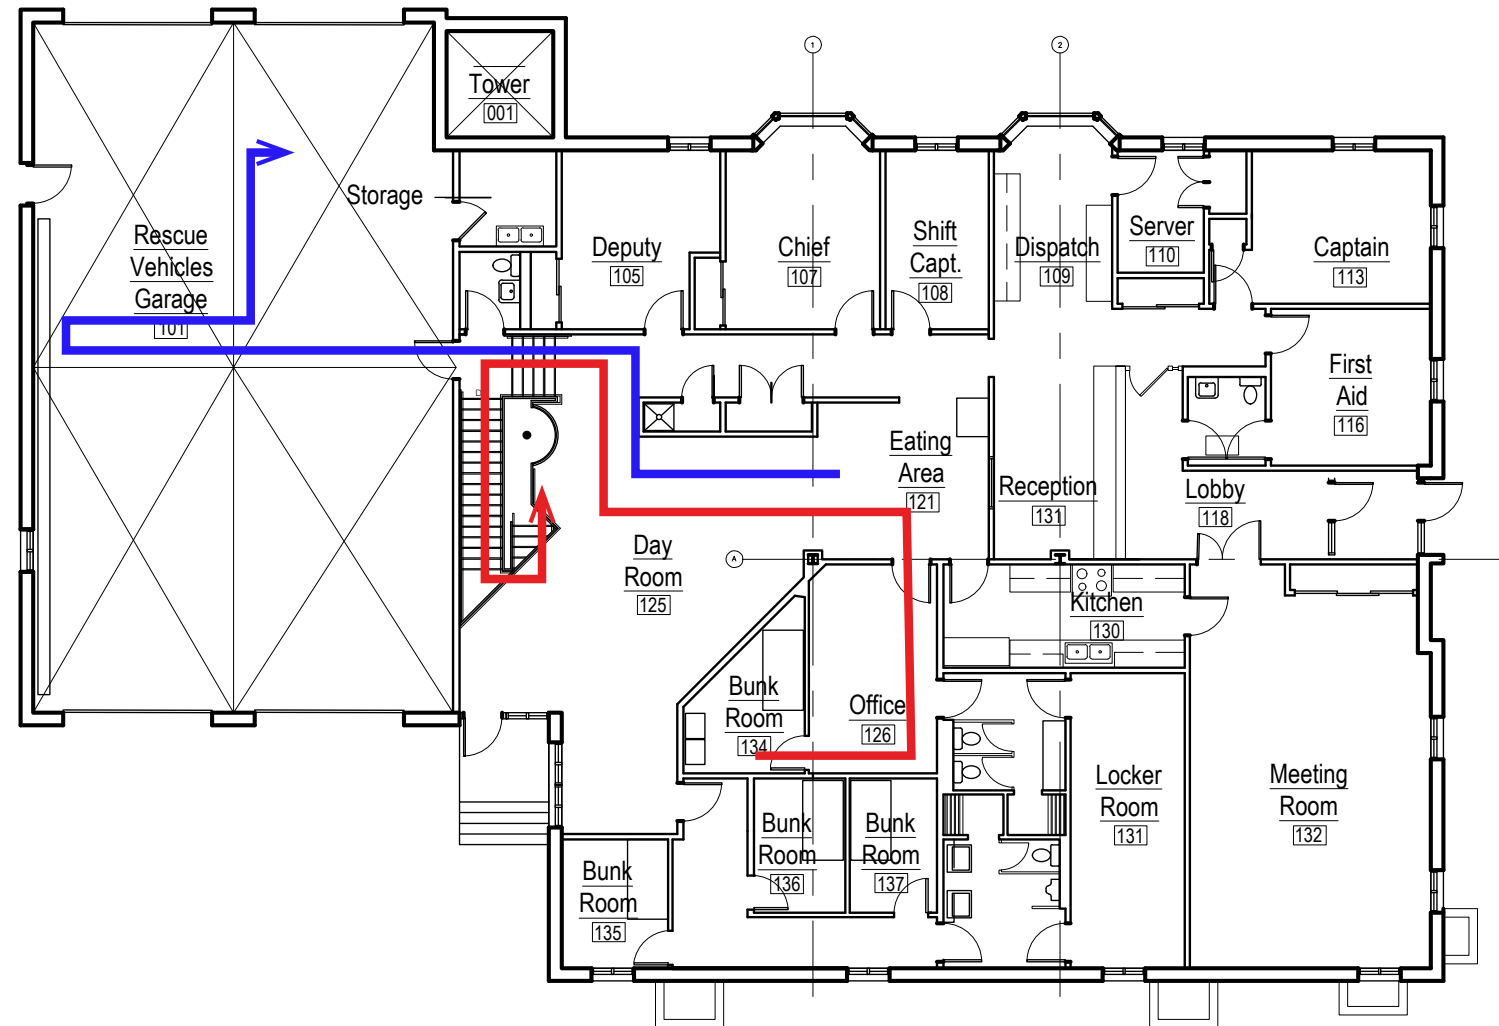 1
2
Tower
001
Storage
Rescue
Vehicles
Garage
101
Deputy
105
Chief
107
Shift
Capt.
108
Dispatch
109
Server
110
Captain
113
First
Aid
116
Eating
Area
121
Reception
131
Lobby
118
A
Day
Room
125
Kitchen
130
Bunk
Room
134
Office
126
Locker
Room
131
Meeting
Room
132
Bunk
Room
136
Bunk
Room
137
Bunk
Room
135